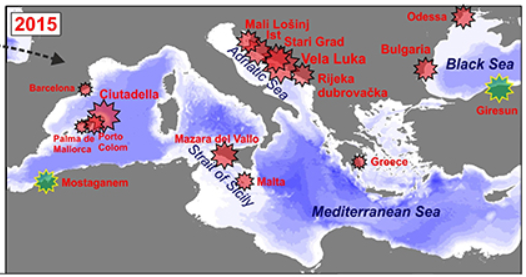 2015
Mali Lošinj
Ist
Stari Grad
Vela Luka
Rijeka
dubrovačka
Adriatic Sea
Odessa
Bulgaria
Black Sea
Giresun
Barcelona
Ciutadella
Palma de
Mallorca
Porto
Colom
Mostaganem
Mazara del Vallo
Strait of Sicily
Malta
Greece
Mediterranean Sea